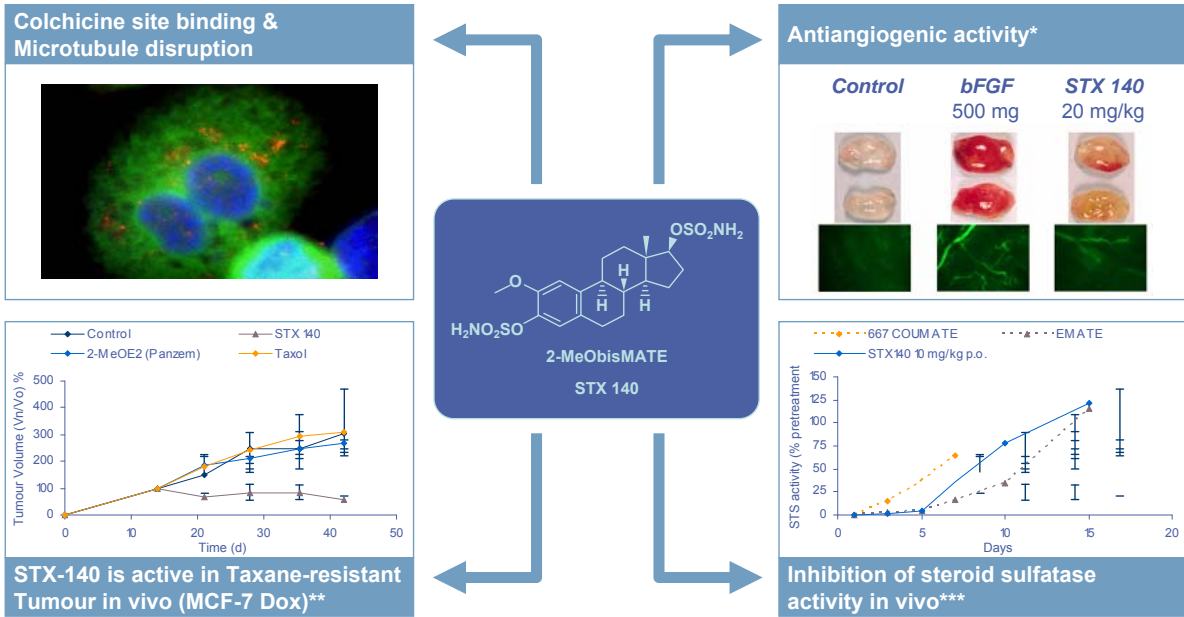 Colchicine site binding &
Microtubule disruption
Antiangiogenic activity*
Control
bFGF
500 mg
STX 140
20 mg/kg
OSO₂NH₂
H
H
H
O
H₂NO₂SO
2-MeObisMATE
STX 140
Control
STX 140
2-MeOE2 (Panzem)
Taxol
Tumour Volume (Vn/Vo) %
500
400
300
200
100
0
0 10 20 30 40 50
Time (d)
STX-140 is active in Taxane-resistant
Tumour in vivo (MCF-7 Dox)**
667 COUMATE
EMATE
STX140 10 mg/kg p.o.
STS activity (% pretreatment
150
125
100
75
50
25
0
0 5 10 15 20
Days
Inhibition of steroid sulfatase
activity in vivo***